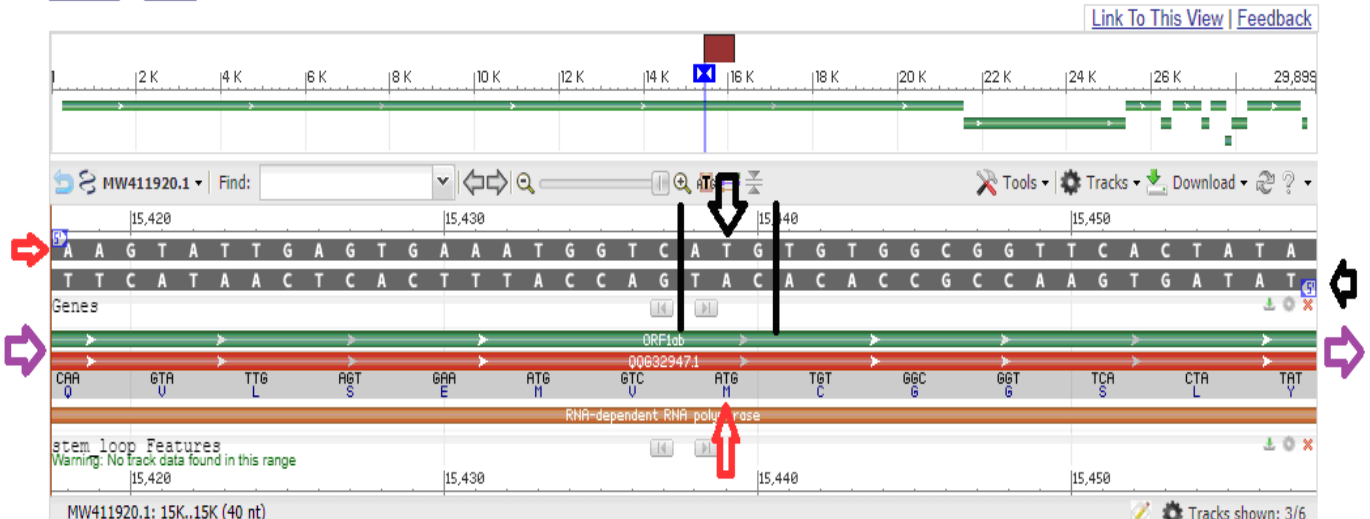 Link To This View | Feedback
2 K 4 K 6 K 8 K 10 K 12 K 14 K 16 K 18 K 20 K 22 K 24 K 26 K 29,899
MW411920.1 Find: Tools Tracks Download ?
15,420 15,430 15,440 15,450
A A G T A T T G A G T G A A A T G G T C A T G T G T G G C G G T T C A C T A T A
T T C A T A A C T C A C T T T A C C A G T A C A C A C C G C C A A G T G A T A T
Genes
ORF1ab
QQG32947.1
CAA GTA TTG AGT GAA ATG GTC ATG TGT GGC GGT TCA CTA TAT
Q V L S E M V M C G G S L Y
RNA-dependent RNA polymerase
stem_loop Features
Warning: No track data found in this range
15,420 15,430 15,440 15,450
MW411920.1: 15K..15K (40 nt) Tracks shown: 3/6